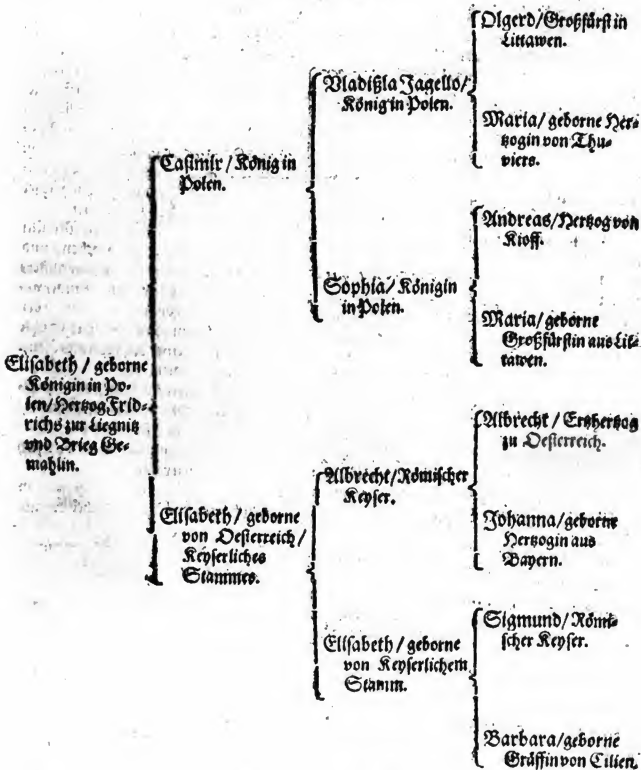 Olgerd/Großfürst in
Littawen.
Vladißla Jagello/
König in Polen.
Maria/ geborne Her-
tzogin von Thu-
viers.
Casimir / König in
Polen.
Andreas/Hertzog von
Kioff.
Sophia/ Königin
in Polen.
Maria/ geborne
Großfürstin aus Lit-
tawen.
Elisabeth / geborne
Königin in Po-
len/Hertzog Frid-
richs zur Liegnitz
vnd Brieg Ge-
mahlin.
Albrecht / Ertzhertzog
zu Oesterreich.
Albrecht/Römischer
Keyser.
Elisabeth / geborne
von Oesterreich /
Keyserliches
Stammes.
Johanna/geborne
Hertzogin aus
Bayern.
Sigmund/ Römi-
scher Keyser.
Elisabeth / geborne
von Keyserlichem
Stamm.
Barbara/geborne
Gräffin von Cilien.